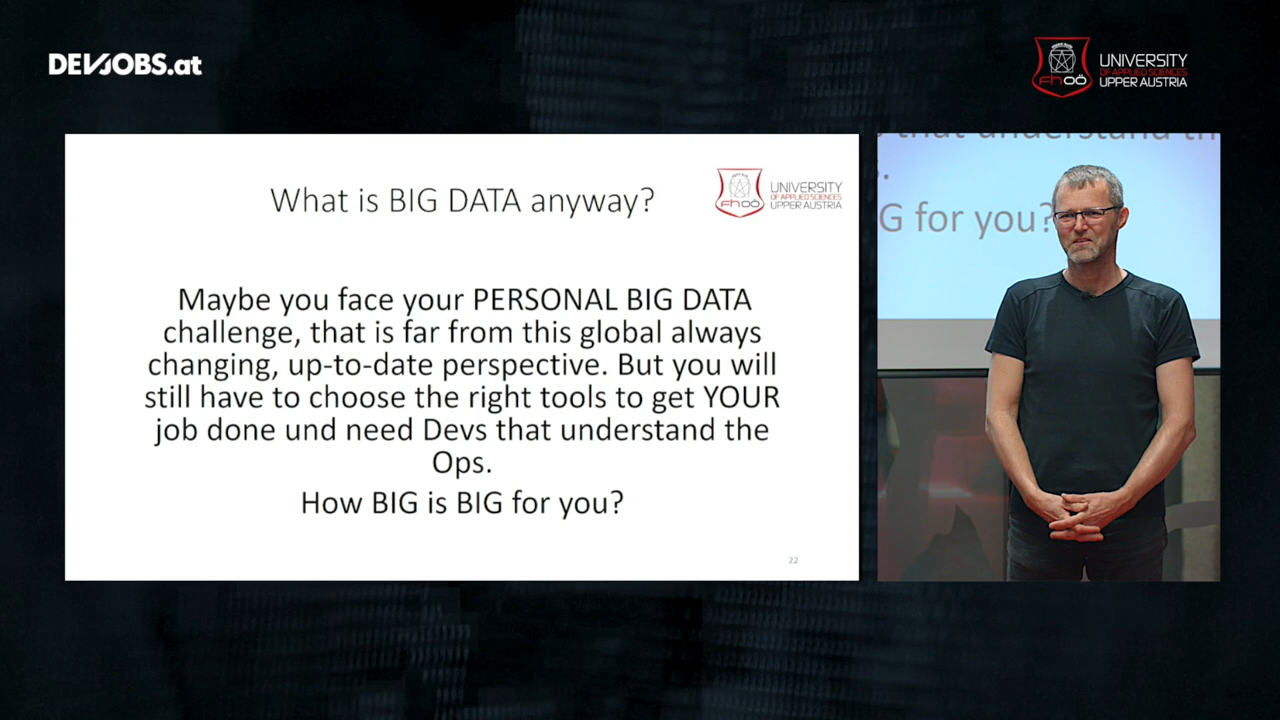 DEVJOBS.at
fhoö
UNIVERSITY
OF APPLIED SCIENCES
UPPER AUSTRIA
What is BIG DATA anyway?
fhoö
UNIVERSITY
OF APPLIED SCIENCES
UPPER AUSTRIA
Maybe you face your PERSONAL BIG DATA
challenge, that is far from this global always
changing, up-to-date perspective. But you will
still have to choose the right tools to get YOUR
job done und need Devs that understand the
Ops.
How BIG is BIG for you?
22
that understand th
s.
G for you?